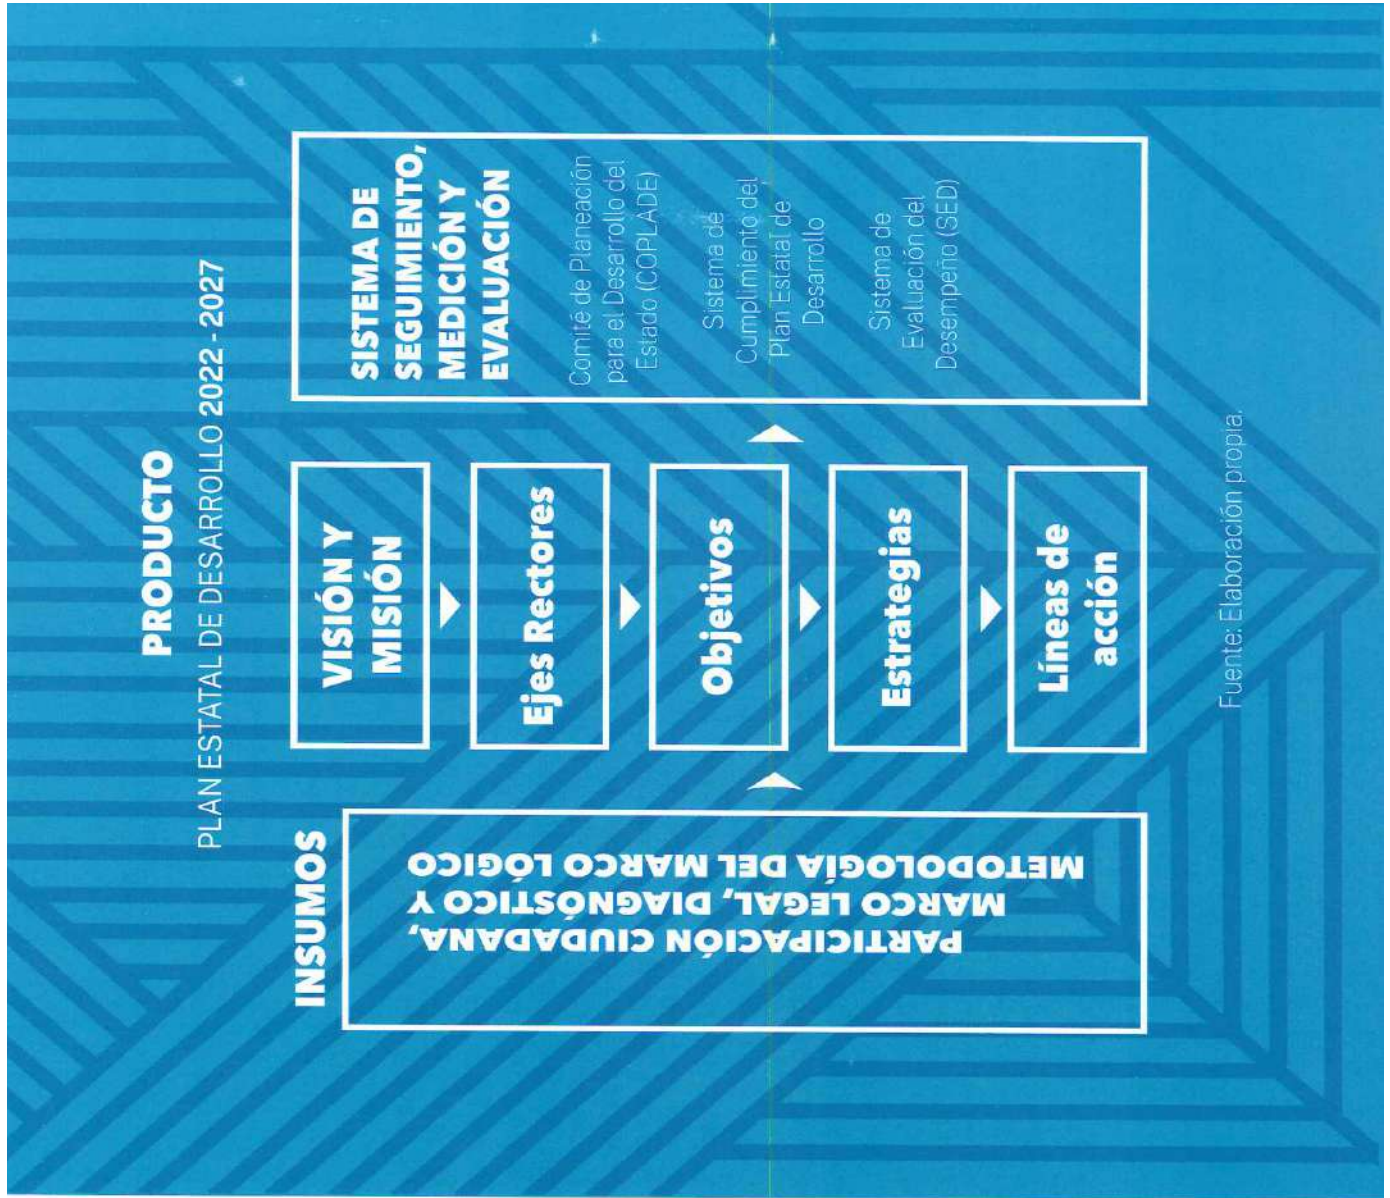 PRODUCTO
PLAN ESTATAL DE DESARROLLO 2022 - 2027
INSUMOS
PARTICIPACIÓN CIUDADANA,
MARCO LEGAL, DIAGNÓSTICO Y
METODOLOGÍA DEL MARCO LÓGICO
VISIÓN Y
MISIÓN
Ejes Rectores
Objetivos
Estrategias
Líneas de
acción
SISTEMA DE
SEGUIMIENTO,
MEDICIÓN Y
EVALUACIÓN
Comité de Planeación
para el Desarrollo del
Estado (COPLADE)
Sistema de
Cumplimiento del
Plan Estatal de
Desarrollo
Sistema de
Evaluación del
Desempeño (SED)
Fuente: Elaboración propia.